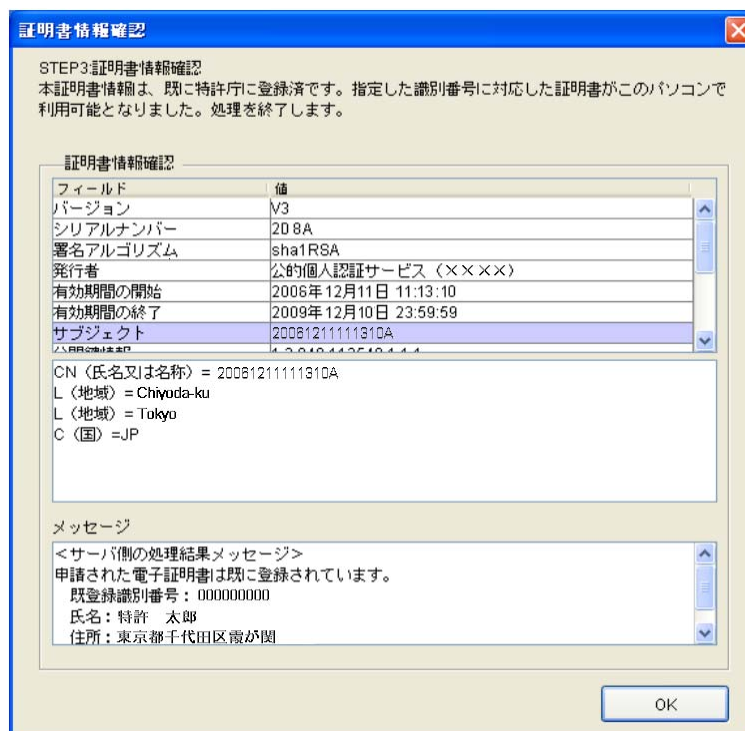 証明書情報確認
STEP3:証明書情報確認
本証明書情報は、既に特許庁に登録済です。指定した識別番号に対応した証明書がこのパソコンで
利用可能となりました。処理を終了します。
証明書情報確認
フィールド 値
バージョン V3
シリアルナンバー 2D 8A
署名アルゴリズム sha1RSA
発行者 公的個人認証サービス（××××）
有効期間の開始 2006年12月11日 11:13:10
有効期間の終了 2009年12月10日 23:59:59
サブジェクト 20061211111310A
CN（氏名又は名称）= 20061211111310A
L（地域）=Chiyoda-ku
L（地域）=Tokyo
C（国）=JP
メッセージ
＜サーバ側の処理結果メッセージ＞
申請された電子証明書は既に登録されています。
既登録識別番号：000000000
氏名：特許　太郎
住所：東京都千代田区霞が関
OK